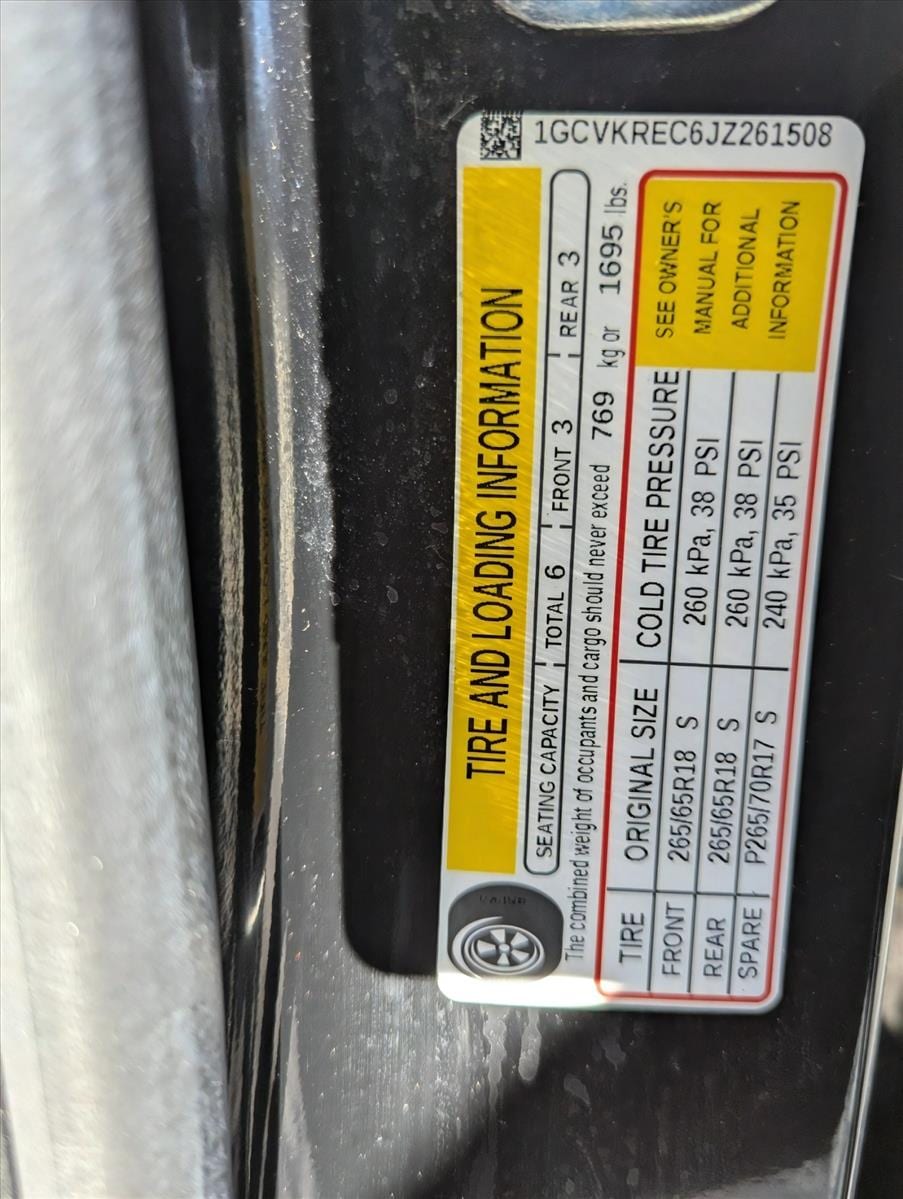 1GCVKREC6JZ261508
TIRE AND LOADING INFORMATION
SEATING CAPACITY TOTAL 6 FRONT 3 REAR 3
The combined weight of occupants and cargo should never exceed 769 kg or 1695 lbs.
TIRE ORIGINAL SIZE COLD TIRE PRESSURE
FRONT 265/65R18 S 260 kPa, 38 PSI
REAR 265/65R18 S 260 kPa, 38 PSI
SPARE P265/70R17 S 240 kPa, 35 PSI
SEE OWNER'S
MANUAL FOR
ADDITIONAL
INFORMATION